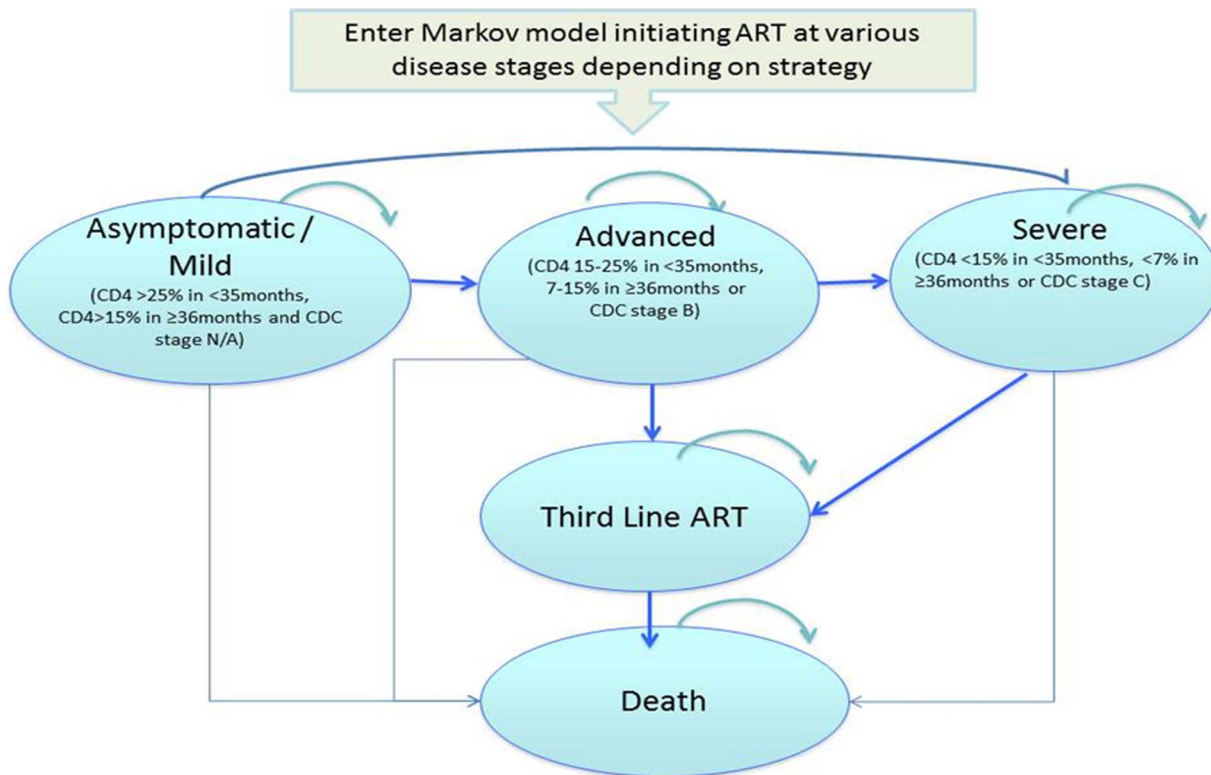 Enter Markov model initiating ART at various
disease stages depending on strategy
Asymptomatic /
Mild
(CD4 >25% in <35months,
CD4>15% in ≥36months and CDC
stage N/A)
Advanced
(CD4 15-25% in <35months,
7-15% in ≥36months or
CDC stage B)
Severe
(CD4 <15% in <35months, <7% in
≥36months or CDC stage C)
Third Line ART
Death